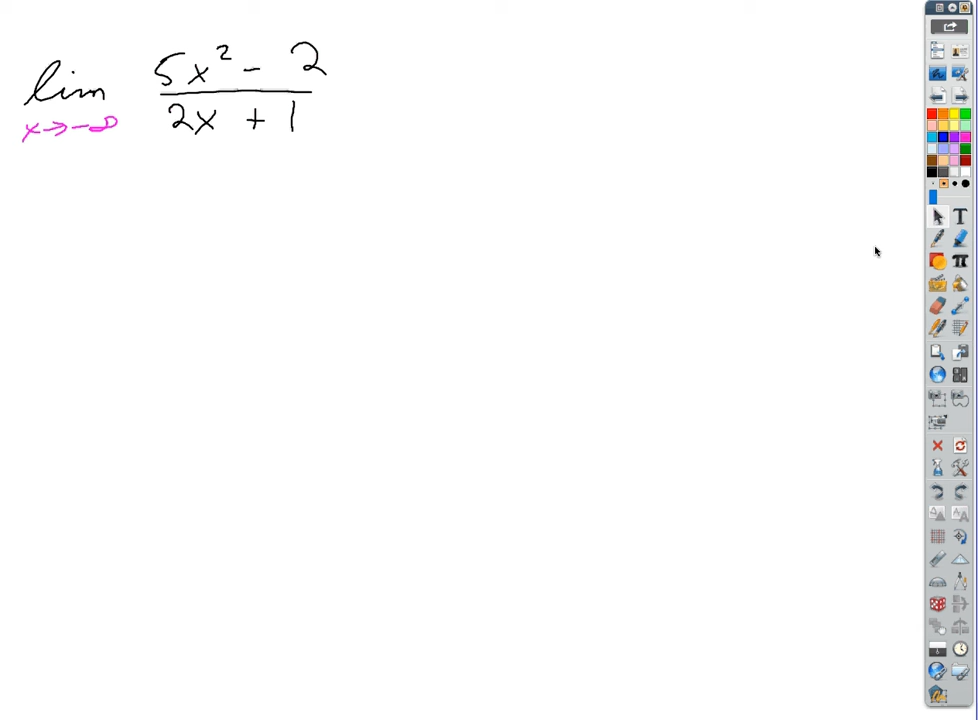 lim 5x² - 2
x→-∞ 2x + 1
T
π